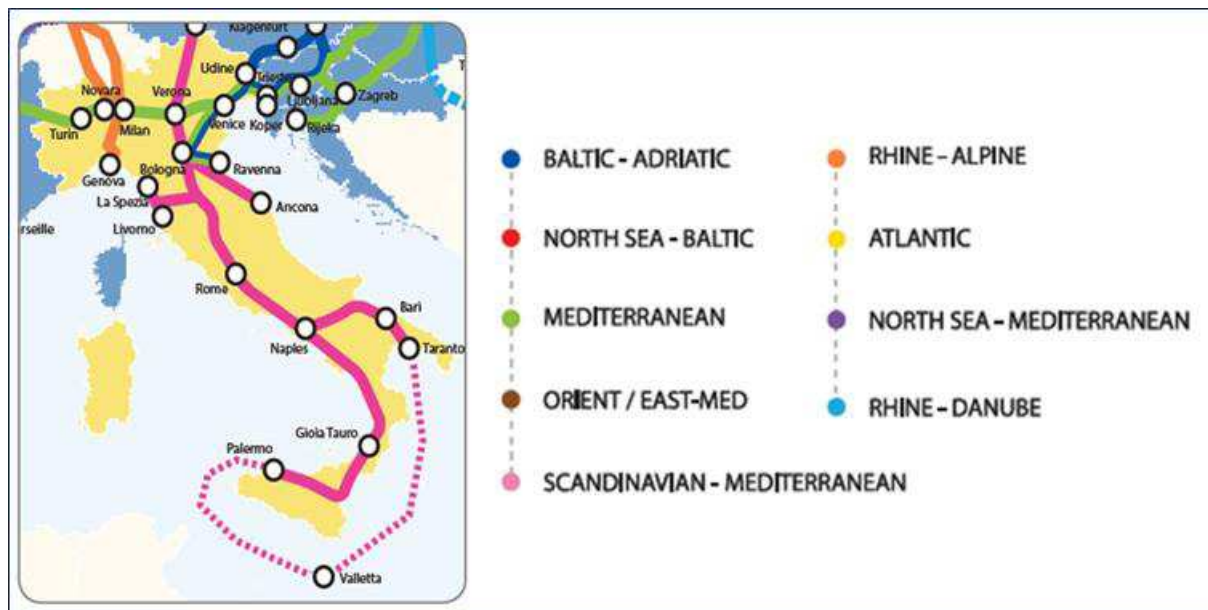 Klagenfurt
Udine
Trieste
Novara
Verona
Ljubljana
Zagreb
Turin
Milan
Venice
Koper
Rijeka
Genova
Bologna
Ravenna
La Spezia
Ancona
Livorno
rseille
Rome
Bari
Naples
Taranto
Gioia Tauro
Palermo
Valletta
BALTIC - ADRIATIC
NORTH SEA - BALTIC
MEDITERRANEAN
ORIENT / EAST-MED
SCANDINAVIAN - MEDITERRANEAN
RHINE - ALPINE
ATLANTIC
NORTH SEA - MEDITERRANEAN
RHINE - DANUBE